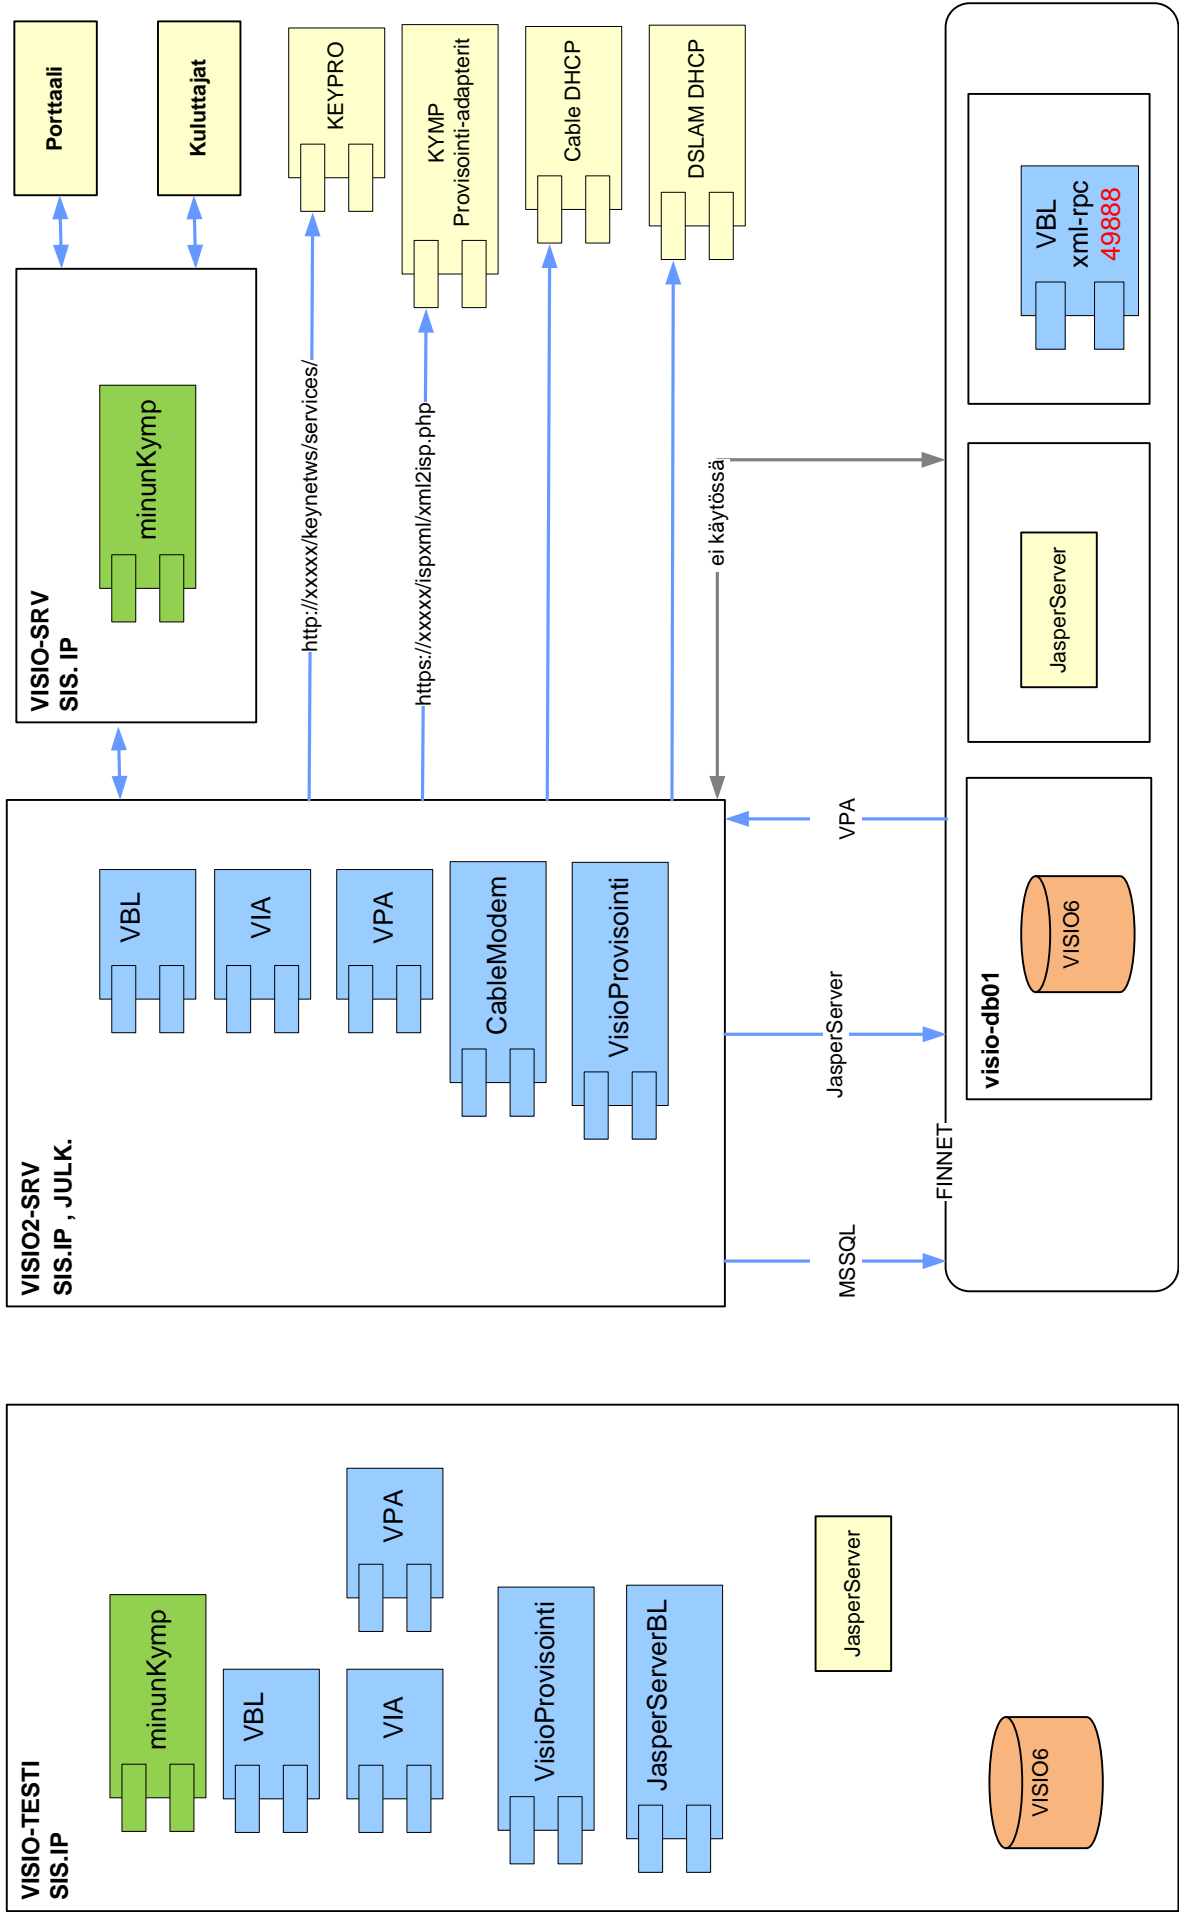 VISIO-TESTI
SIS.IP
minunKymp
VBL
VIA
VPA
VisioProvisointi
JasperServerBL
JasperServer
VISIO6
VISIO2-SRV
SIS.IP , JULK.
VBL
VIA
VPA
CableModem
VisioProvisointi
VISIO-SRV
SIS. IP
minunKymp
Porttaali
Kuluttajat
http://xxxxx/keynetws/services/
KEYPRO
https://xxxxx/ispxml/xml2isp.php
KYMP
Provisointi-adapterit
Cable DHCP
DSLAM DHCP
ei käytössä
MSSQL
JasperServer
VPA
FINNET
visio-db01
VISIO6
JasperServer
VBL
xml-rpc
49888